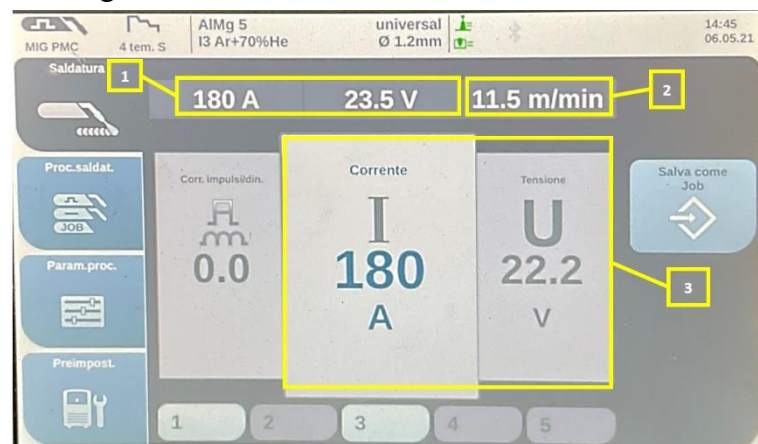 MIG PMC
4 tem. S
AlMg 5
I3 Ar+70%He
universal
Ø 1.2mm
14:45
06.05.21
Saldatura
1
180 A
23.5 V
11.5 m/min
2
Proc.saldat.
JOB
Param.proc.
Preimpost.
Corr. impulsi/din.
0.0
Corrente
I
180
A
Tensione
U
22.2
V
Salva come
Job
3
1
2
3
4
5